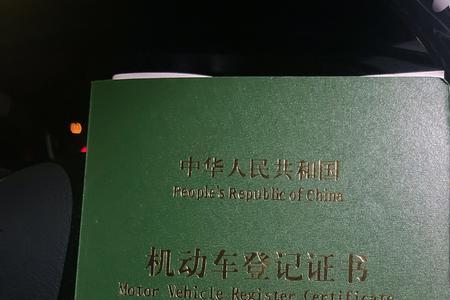 中华人民共和国
People's Republic of China
机动车登记证书
Motor Vehicle Register Certificate